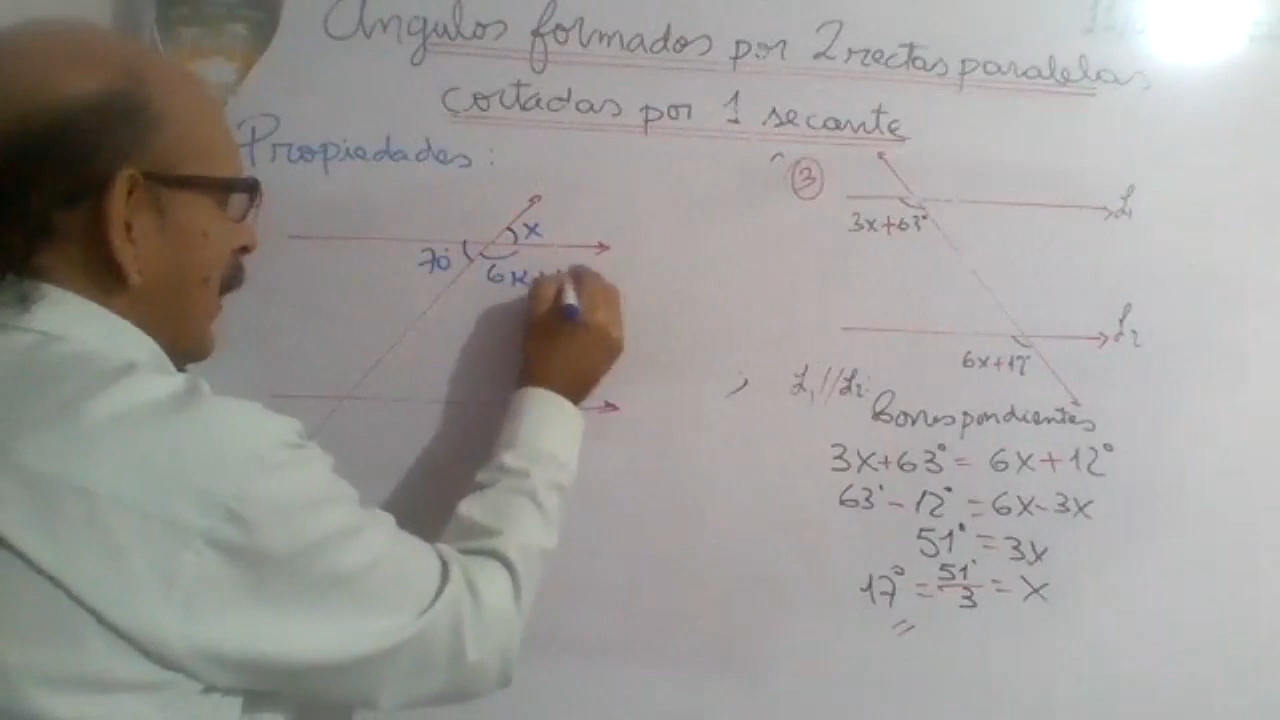 Angulos formados por 2 rectas paralelas
cortadas por 1 secante
Propiedades:
x
70°
3
L1
3x+63°
L2
6x+12°
L1//L2
Correspondientes
3x+63°= 6x+12°
63°-12°=6x-3x
51°=3x
17°=51°/3=x